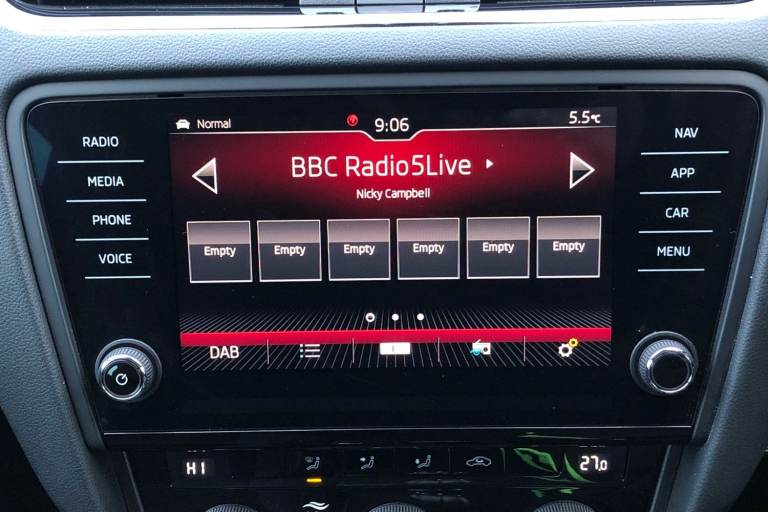 Normal
9:06
5.5°C
RADIO
MEDIA
PHONE
VOICE
BBC Radio5Live
Nicky Campbell
Empty Empty Empty Empty Empty Empty
NAV
APP
CAR
MENU
DAB
HI
27.0